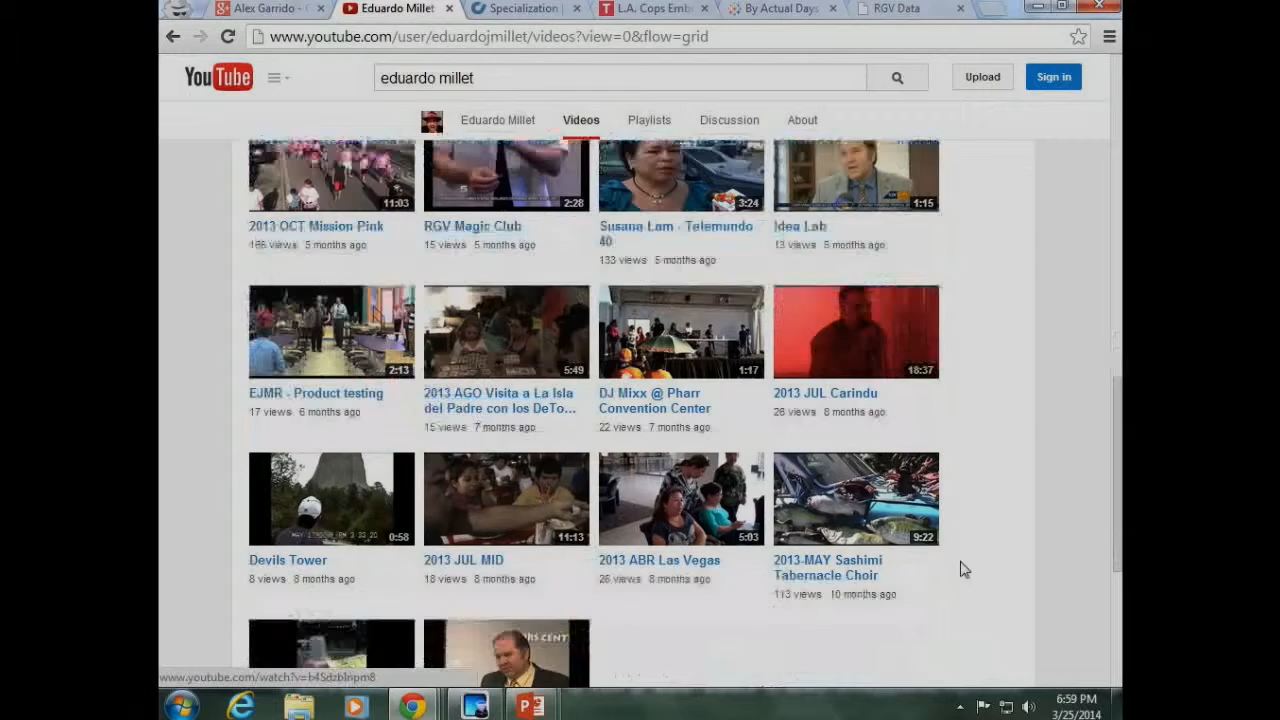 Alex Garrido - G
Eduardo Millet
Specialization
L.A. Cops Emb
By Actual Days
RGV Data
www.youtube.com/user/eduardojmillet/videos?view=0&flow=grid
YouTube
eduardo millet
Upload
Sign in
Eduardo Millet
Videos
Playlists
Discussion
About
11:03
2:28
3:24
1:15
2013 OCT Mission Pink
RGV Magic Club
Susana Lam - Telemundo
40
Idea Lab
166 views 5 months ago
15 views 5 months ago
133 views 5 months ago
13 views 5 months ago
2:13
5:49
1:17
18:37
EJMR - Product testing
2013 AGO Visita a La Isla
del Padre con los DeTo...
DJ Mixx @ Pharr
Convention Center
2013 JUL Carindu
17 views 6 months ago
15 views 7 months ago
22 views 7 months ago
26 views 8 months ago
0:58
11:13
5:03
9:22
Devils Tower
2013 JUL MID
2013 ABR Las Vegas
2013-MAY Sashimi
Tabernacle Choir
8 views 8 months ago
18 views 8 months ago
26 views 8 months ago
113 views 10 months ago
6:59 PM
3/25/2014